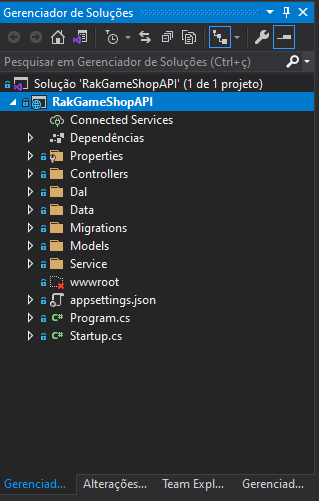 Gerenciador de Soluções
Pesquisar em Gerenciador de Soluções (Ctrl+ç)
Solução 'RakGameShopAPI' (1 de 1 projeto)
RakGameShopAPI
Connected Services
Dependências
Properties
Controllers
Dal
Data
Migrations
Models
Service
wwwroot
appsettings.json
C# Program.cs
C# Startup.cs
Gerenciad... Alterações... Team Expl... Gerenciad...